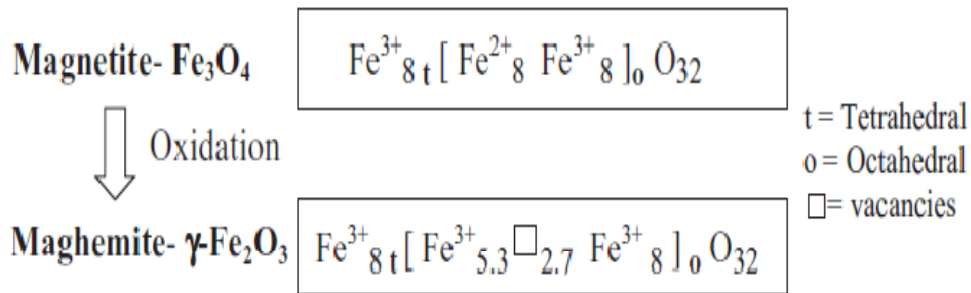 Magnetite- Fe₃O₄
Fe³⁺₈ t[ Fe²⁺₈ Fe³⁺₈ ]ₒ O₃₂
Oxidation
t = Tetrahedral
o = Octahedral
□= vacancies
Maghemite- γ-Fe₂O₃
Fe³⁺₈ t[ Fe³⁺₅.₃□₂.₇ Fe³⁺₈ ]ₒ O₃₂